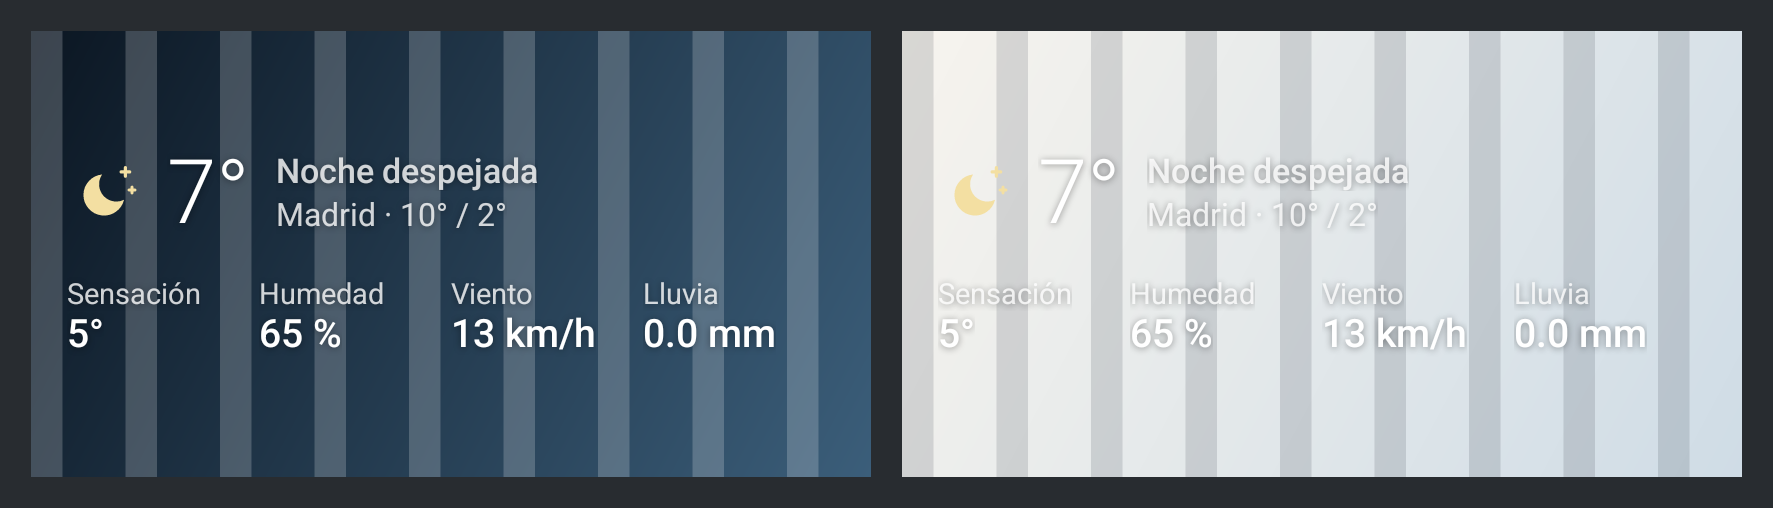 7°
Noche despejada
Madrid · 10° / 2°
Sensación Humedad Viento Lluvia
5° 65 % 13 km/h 0.0 mm
7°
Noche despejada
Madrid · 10° / 2°
Sensación Humedad Viento Lluvia
5° 65 % 13 km/h 0.0 mm